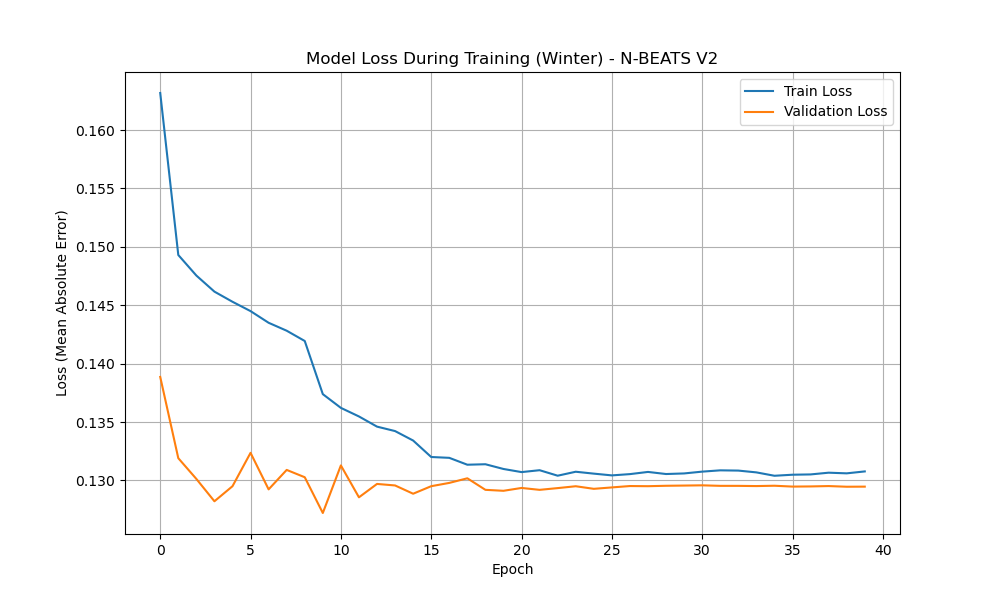 Model Loss During Training (Winter) - N-BEATS V2
Train Loss
Validation Loss
Loss (Mean Absolute Error)
0.160
0.155
0.150
0.145
0.140
0.135
0.130
0 5 10 15 20 25 30 35 40
Epoch